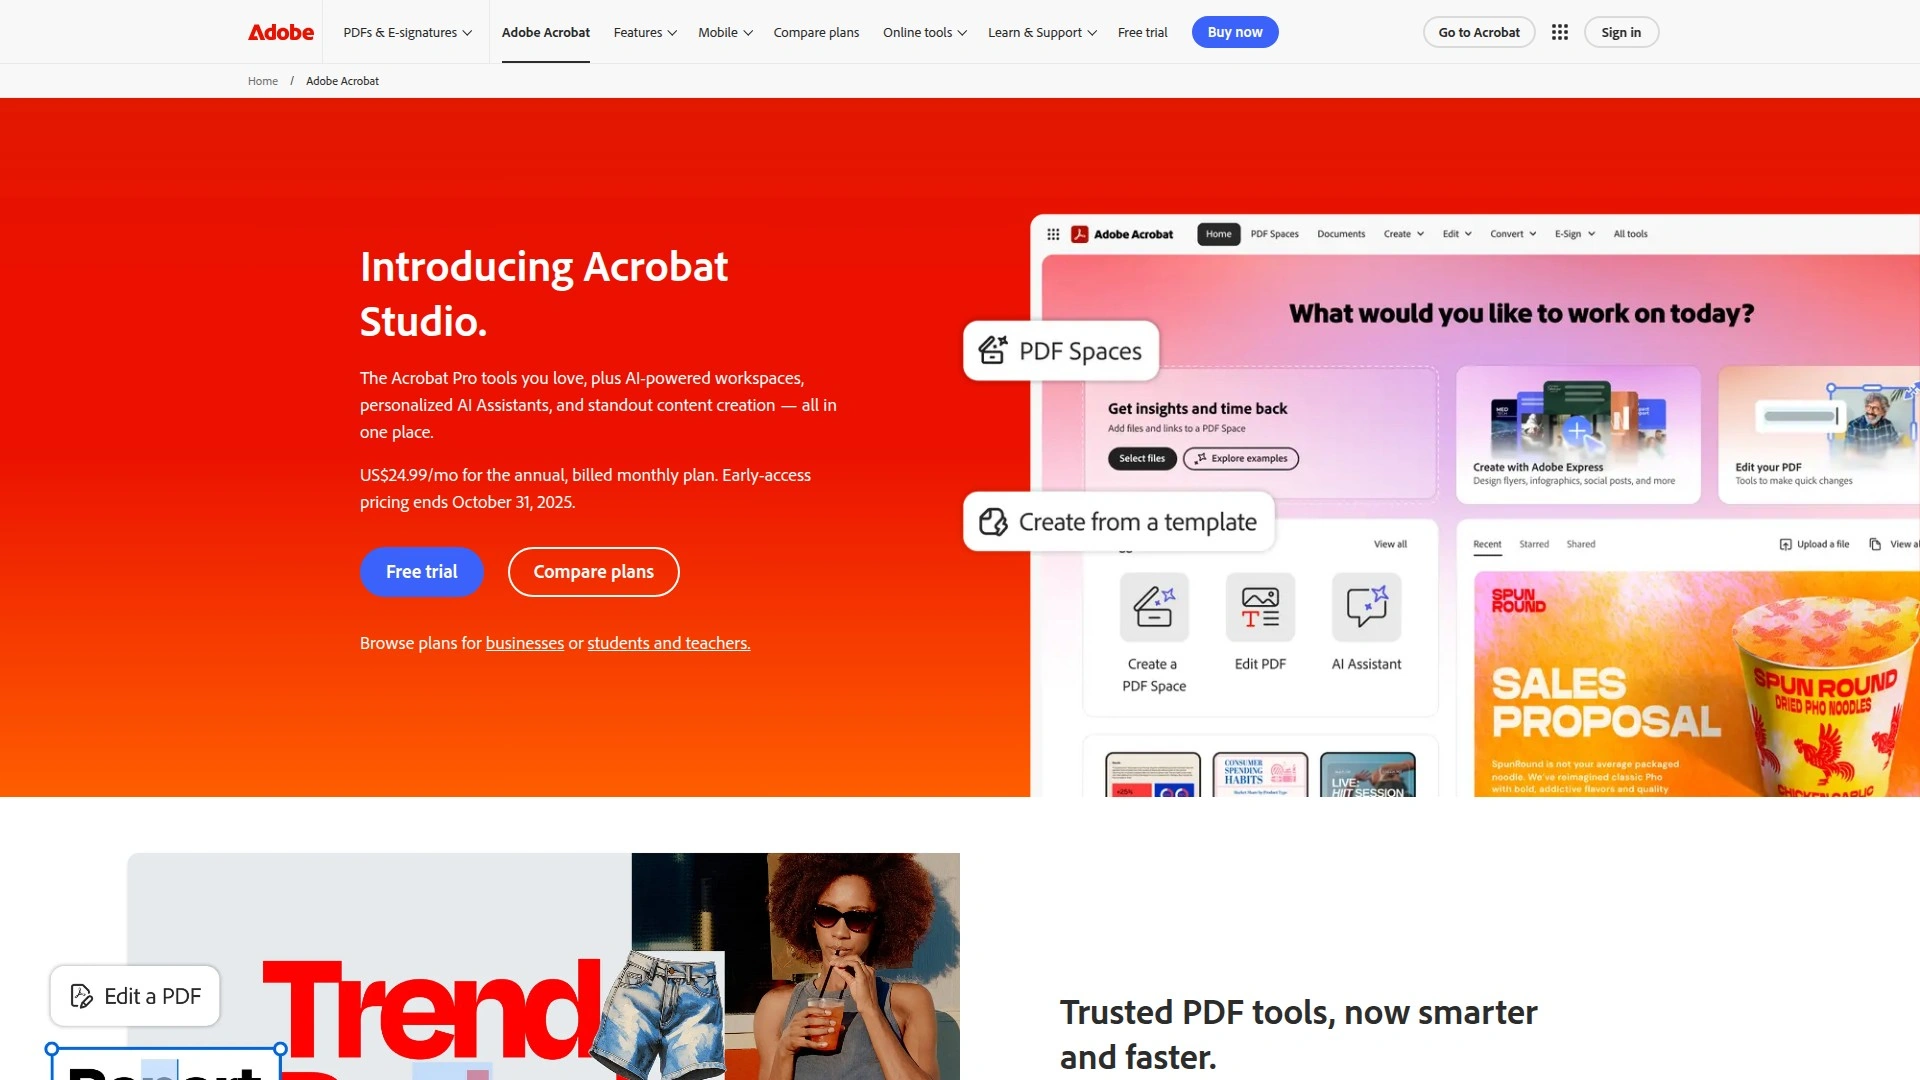 Adobe
PDFs & E-signatures
Adobe Acrobat
Features
Mobile
Compare plans
Online tools
Learn & Support
Free trial
Buy now
Go to Acrobat
Sign in
Home / Adobe Acrobat
Introducing Acrobat
Studio.
The Acrobat Pro tools you love, plus AI-powered workspaces,
personalized AI Assistants, and standout content creation — all in
one place.
US$24.99/mo for the annual, billed monthly plan. Early-access
pricing ends October 31, 2025.
Free trial
Compare plans
Browse plans for businesses or students and teachers.
Adobe Acrobat
Home
PDF Spaces
Documents
Create
Edit
Convert
E-Sign
All tools
What would you like to work on today?
PDF Spaces
Get insights and time back
Add files and links to a PDF Space
Select files
Explore examples
Create with Adobe Express
Design flyers, infographics, social posts, and more
Edit your PDF
Tools to make quick changes
Create from a template
View all
Create a
PDF Space
Edit PDF
AI Assistant
Recent
Starred
Shared
Upload a file
SPUN
ROUND
SALES
PROPOSAL
SpunRound is not your average packaged
noodle. We've reimagined classic Pho
with bold, addictive flavors and quality
SPUN ROUND
DRIED PHO NOODLES
CONSUMER
SPENDING
HABITS
LIVE:
HIIT SESSION
Edit a PDF
Trend
Report
Trusted PDF tools, now smarter
and faster.